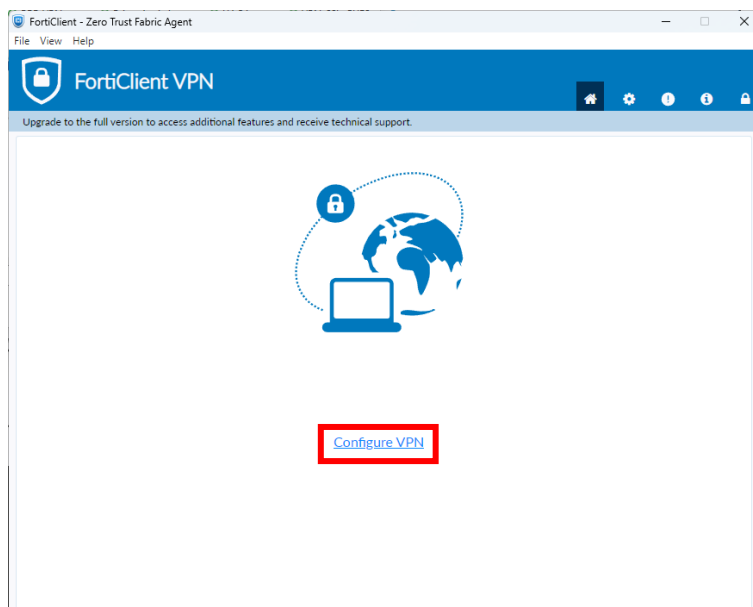 FortiClient - Zero Trust Fabric Agent
File View Help
FortiClient VPN
Upgrade to the full version to access additional features and receive technical support.
Configure VPN